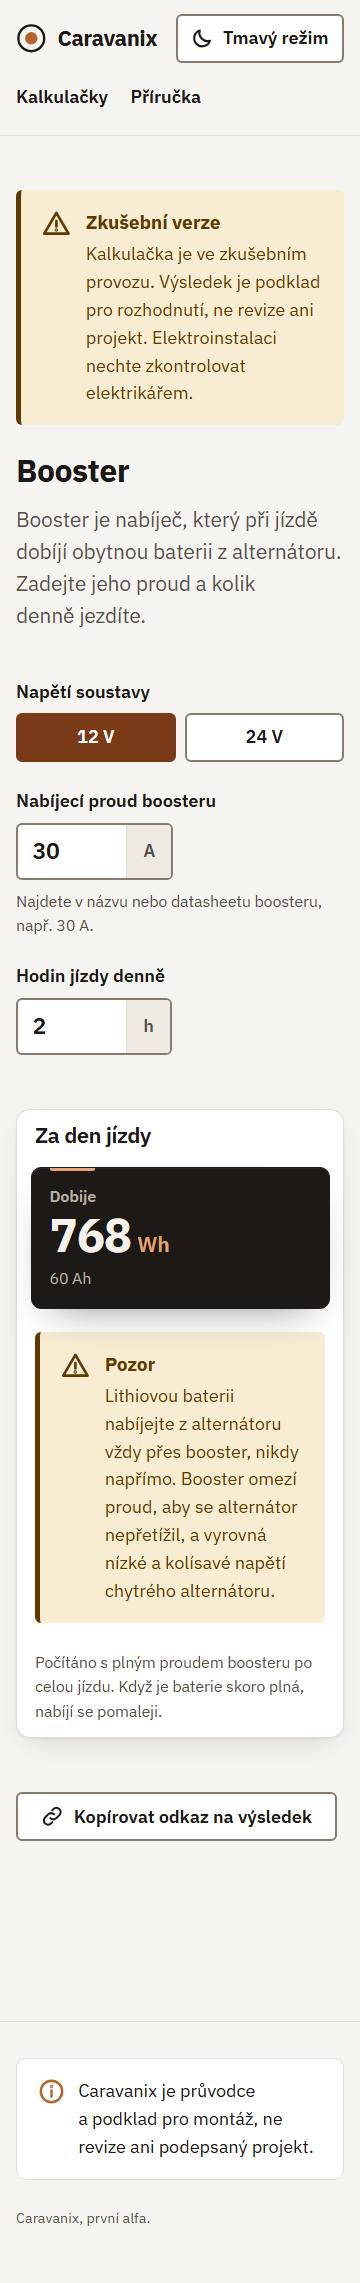 Caravanix
Tmavý režim
Kalkulačky
Příručka
Zkušební verze
Kalkulačka je ve zkušebním
provozu. Výsledek je podklad
pro rozhodnutí, ne revize ani
projekt. Elektroinstalaci
nechte zkontrolovat
elektrikářem.
Booster
Booster je nabíječ, který při jízdě
dobíjí obytnou baterii z alternátoru.
Zadejte jeho proud a kolik
denně jezdíte.
Napětí soustavy
12 V
24 V
Nabíjecí proud boosteru
30 A
Najdete v názvu nebo datasheetu boosteru,
např. 30 A.
Hodin jízdy denně
2 h
Za den jízdy
Dobije
768 Wh
60 Ah
Pozor
Lithiovou baterii
nabíjejte z alternátoru
vždy přes booster, nikdy
napřímo. Booster omezí
proud, aby se alternátor
nepřetížil, a vyrovná
nízké a kolísavé napětí
chytrého alternátoru.
Počítáno s plným proudem boosteru po
celou jízdu. Když je baterie skoro plná,
nabíjí se pomaleji.
Kopírovat odkaz na výsledek
Caravanix je průvodce
a podklad pro montáž, ne
revize ani podepsaný projekt.
Caravanix, první alfa.